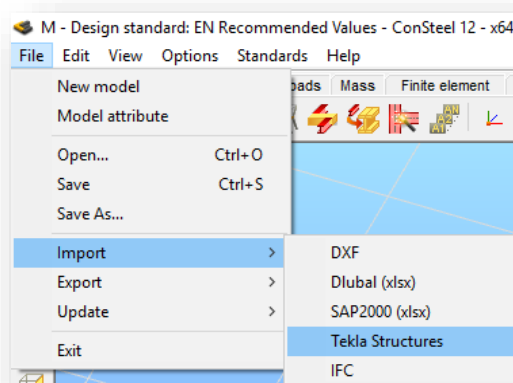 M - Design standard: EN Recommended Values - ConSteel 12 - x64
File Edit View Options Standards Help
Mass Finite element
New model
Model attribute
Open... Ctrl+O
Save Ctrl+S
Save As...
Import >
Export >
Update >
Exit
DXF
Dlubal (xlsx)
SAP2000 (xlsx)
Tekla Structures
IFC